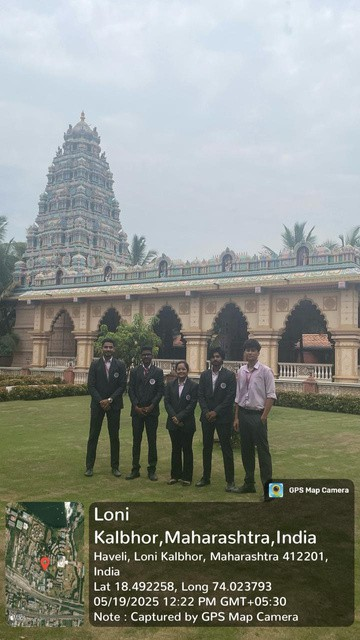 GPS Map Camera
Loni
Kalbhor,Maharashtra,India
Haveli, Loni Kalbhor, Maharashtra 412201,
India
Lat 18.492258, Long 74.023793
05/19/2025 12:22 PM GMT+05:30
Note : Captured by GPS Map Camera